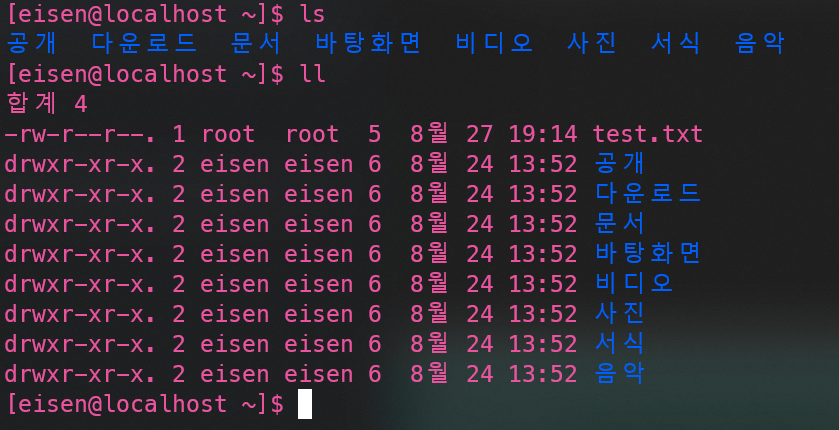 [eisen@localhost ~]$ ls
공개 다운로드 문서 바탕화면 비디오 사진 서식 음악
[eisen@localhost ~]$ ll
합계 4
-rw-r--r--. 1 root  root  5  8월 27 19:14 test.txt
drwxr-xr-x. 2 eisen eisen 6  8월 24 13:52 공개
drwxr-xr-x. 2 eisen eisen 6  8월 24 13:52 다운로드
drwxr-xr-x. 2 eisen eisen 6  8월 24 13:52 문서
drwxr-xr-x. 2 eisen eisen 6  8월 24 13:52 바탕화면
drwxr-xr-x. 2 eisen eisen 6  8월 24 13:52 비디오
drwxr-xr-x. 2 eisen eisen 6  8월 24 13:52 사진
drwxr-xr-x. 2 eisen eisen 6  8월 24 13:52 서식
drwxr-xr-x. 2 eisen eisen 6  8월 24 13:52 음악
[eisen@localhost ~]$